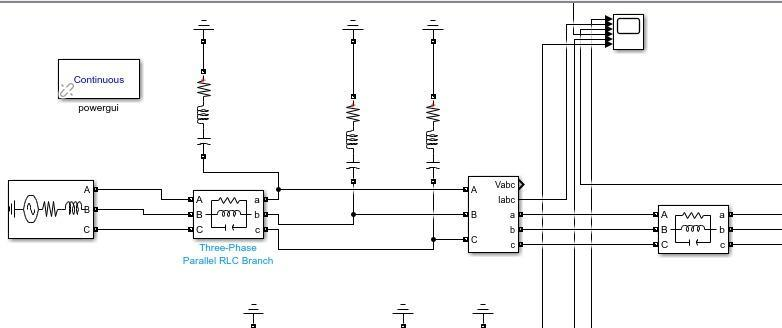 Continuous
powergui
A
B
C
A
B
C
a
b
c
Three-Phase
Parallel RLC Branch
A
B
C
Vabc
Iabc
a
b
c
A
B
C
a
b
c